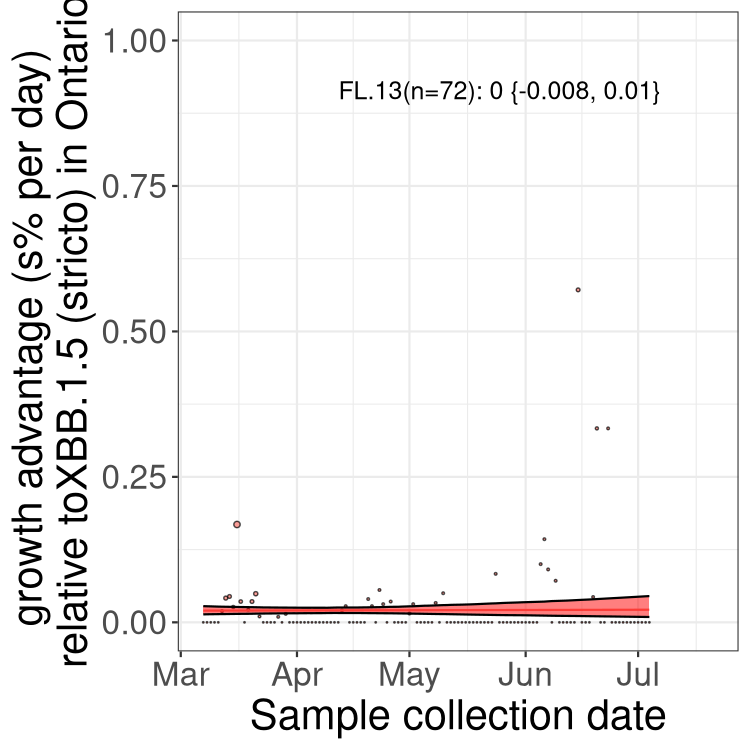 growth advantage (s% per day)
relative toXBB.1.5 (stricto) in Ontario
1.00
0.75
0.50
0.25
0.00
FL.13(n=72): 0 {-0.008, 0.01}
Mar Apr May Jun Jul
Sample collection date